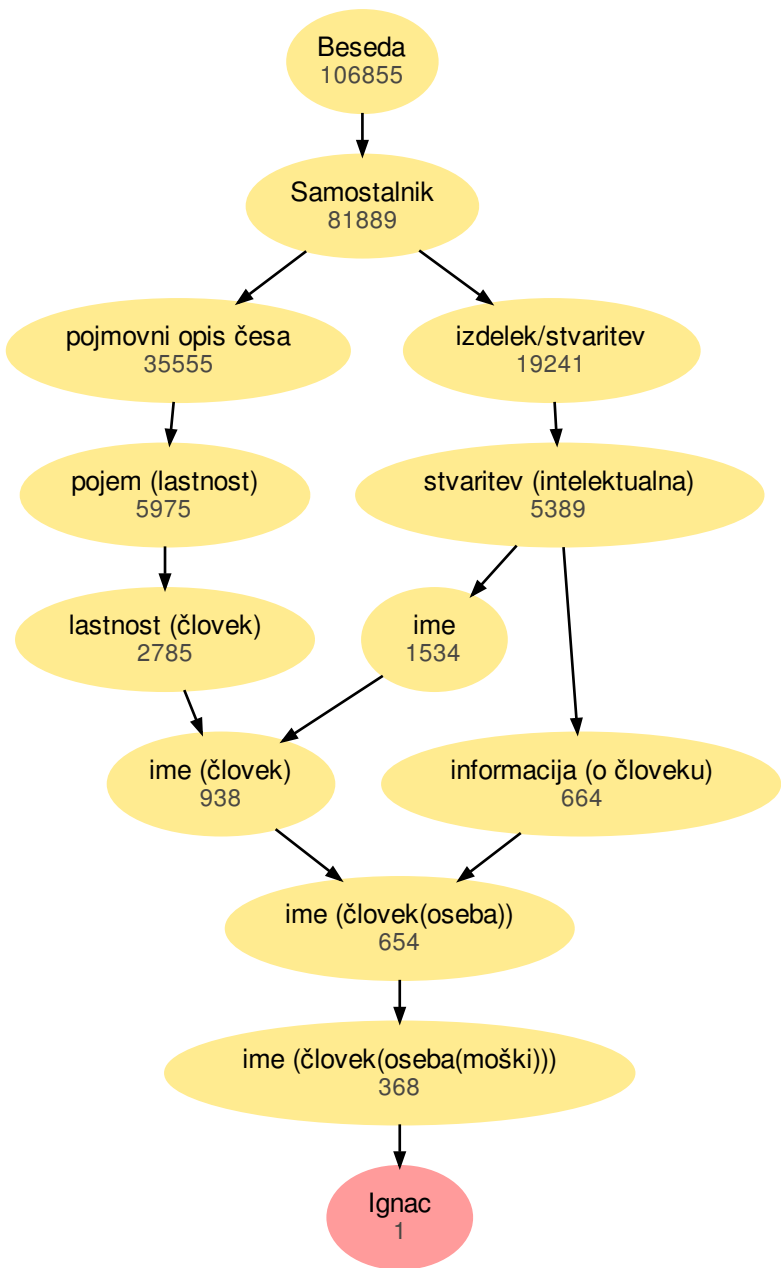 Beseda
106855
Samostalnik
81889
pojmovni opis česa
35555
izdelek/stvaritev
19241
pojem (lastnost)
5975
stvaritev (intelektualna)
5389
lastnost (človek)
2785
ime
1534
ime (človek)
938
informacija (o človeku)
664
ime (človek(oseba))
654
ime (človek(oseba(moški)))
368
Ignac
1